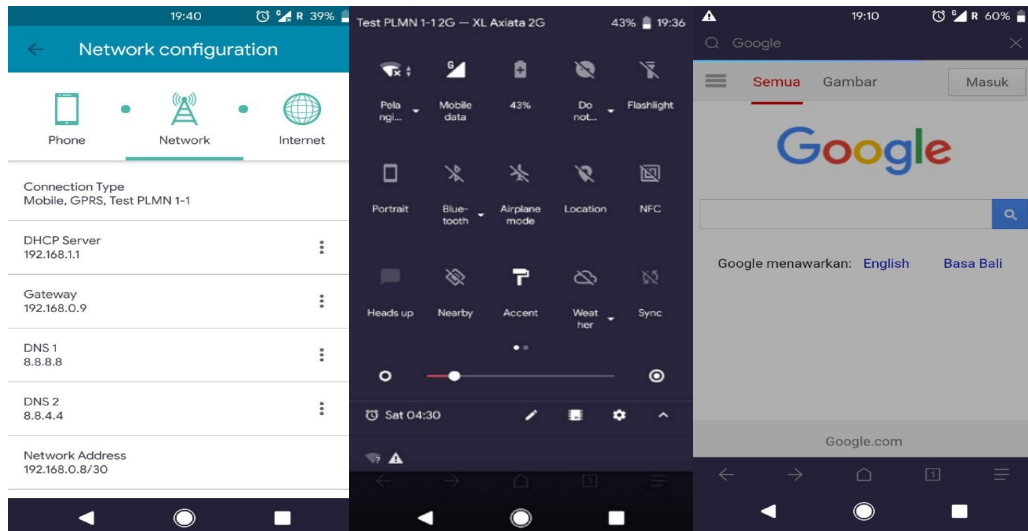 19:40
R 39%
Network configuration
Phone
Network
Internet
Connection Type
Mobile, GPRS, Test PLMN 1-1
DHCP Server
192.168.1.1
Gateway
192.168.0.9
DNS 1
8.8.8.8
DNS 2
8.8.4.4
Network Address
192.168.0.8/30
Test PLMN 1-1 2G — XL Axiata 2G
43%
19:36
G
Pela
ngi...
Mobile
data
43%
Do
not...
Flashlight
Portrait
Blue-
tooth
Airplane
mode
Location
NFC
Heads up
Nearby
Accent
Weat
her
Sync
Sat 04:30
19:10
G
R 60%
Google
Semua
Gambar
Masuk
Google
Google menawarkan: English Basa Bali
Google.com
1